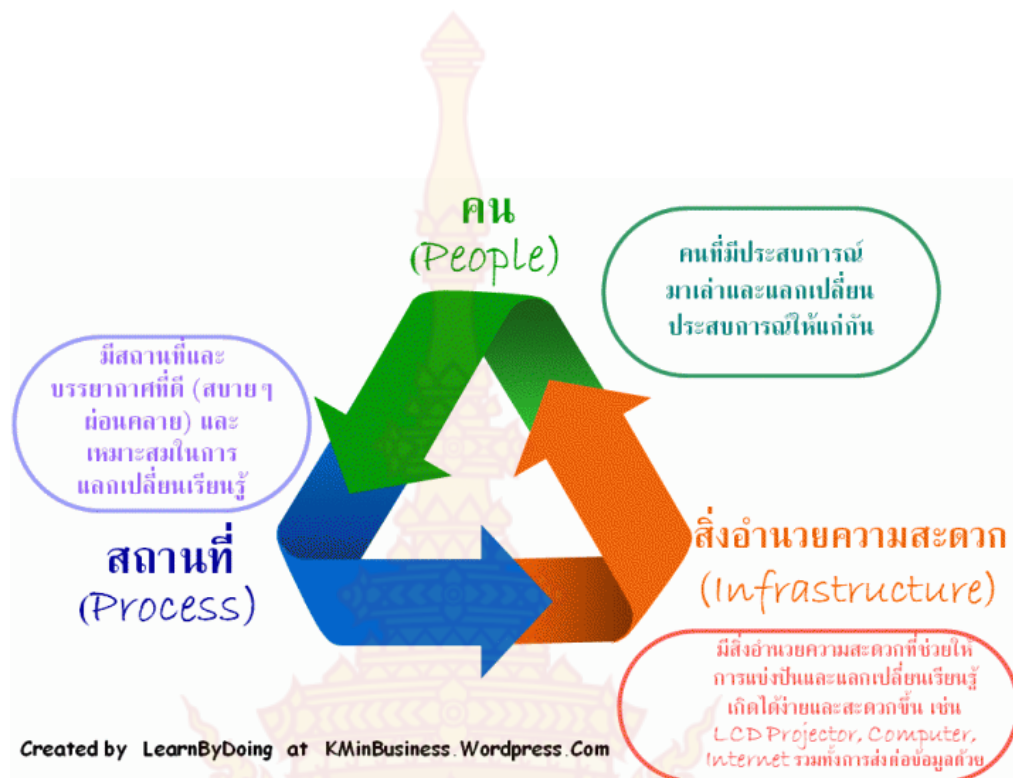 คน
(People)
คนที่มีประสบการณ์
มาเล่าและแลกเปลี่ยน
ประสบการณ์ให้แก่กัน
มีสถานที่และ
บรรยากาศที่ดี (สบายๆ
ผ่อนคลาย) และ
เหมาะสมในการ
แลกเปลี่ยนเรียนรู้
สถานที่
(Process)
สิ่งอำนวยความสะดวก
(Infrastructure)
มีสิ่งอำนวยความสะดวกที่ช่วยให้
การแบ่งปันและแลกเปลี่ยนเรียนรู้
เกิดได้ง่ายและสะดวกขึ้น เช่น
LCD Projector, Computer,
Internet รวมทั้งการส่งต่อข้อมูลด้วย
Created by LearnByDoing at KMinBusiness.Wordpress.Com